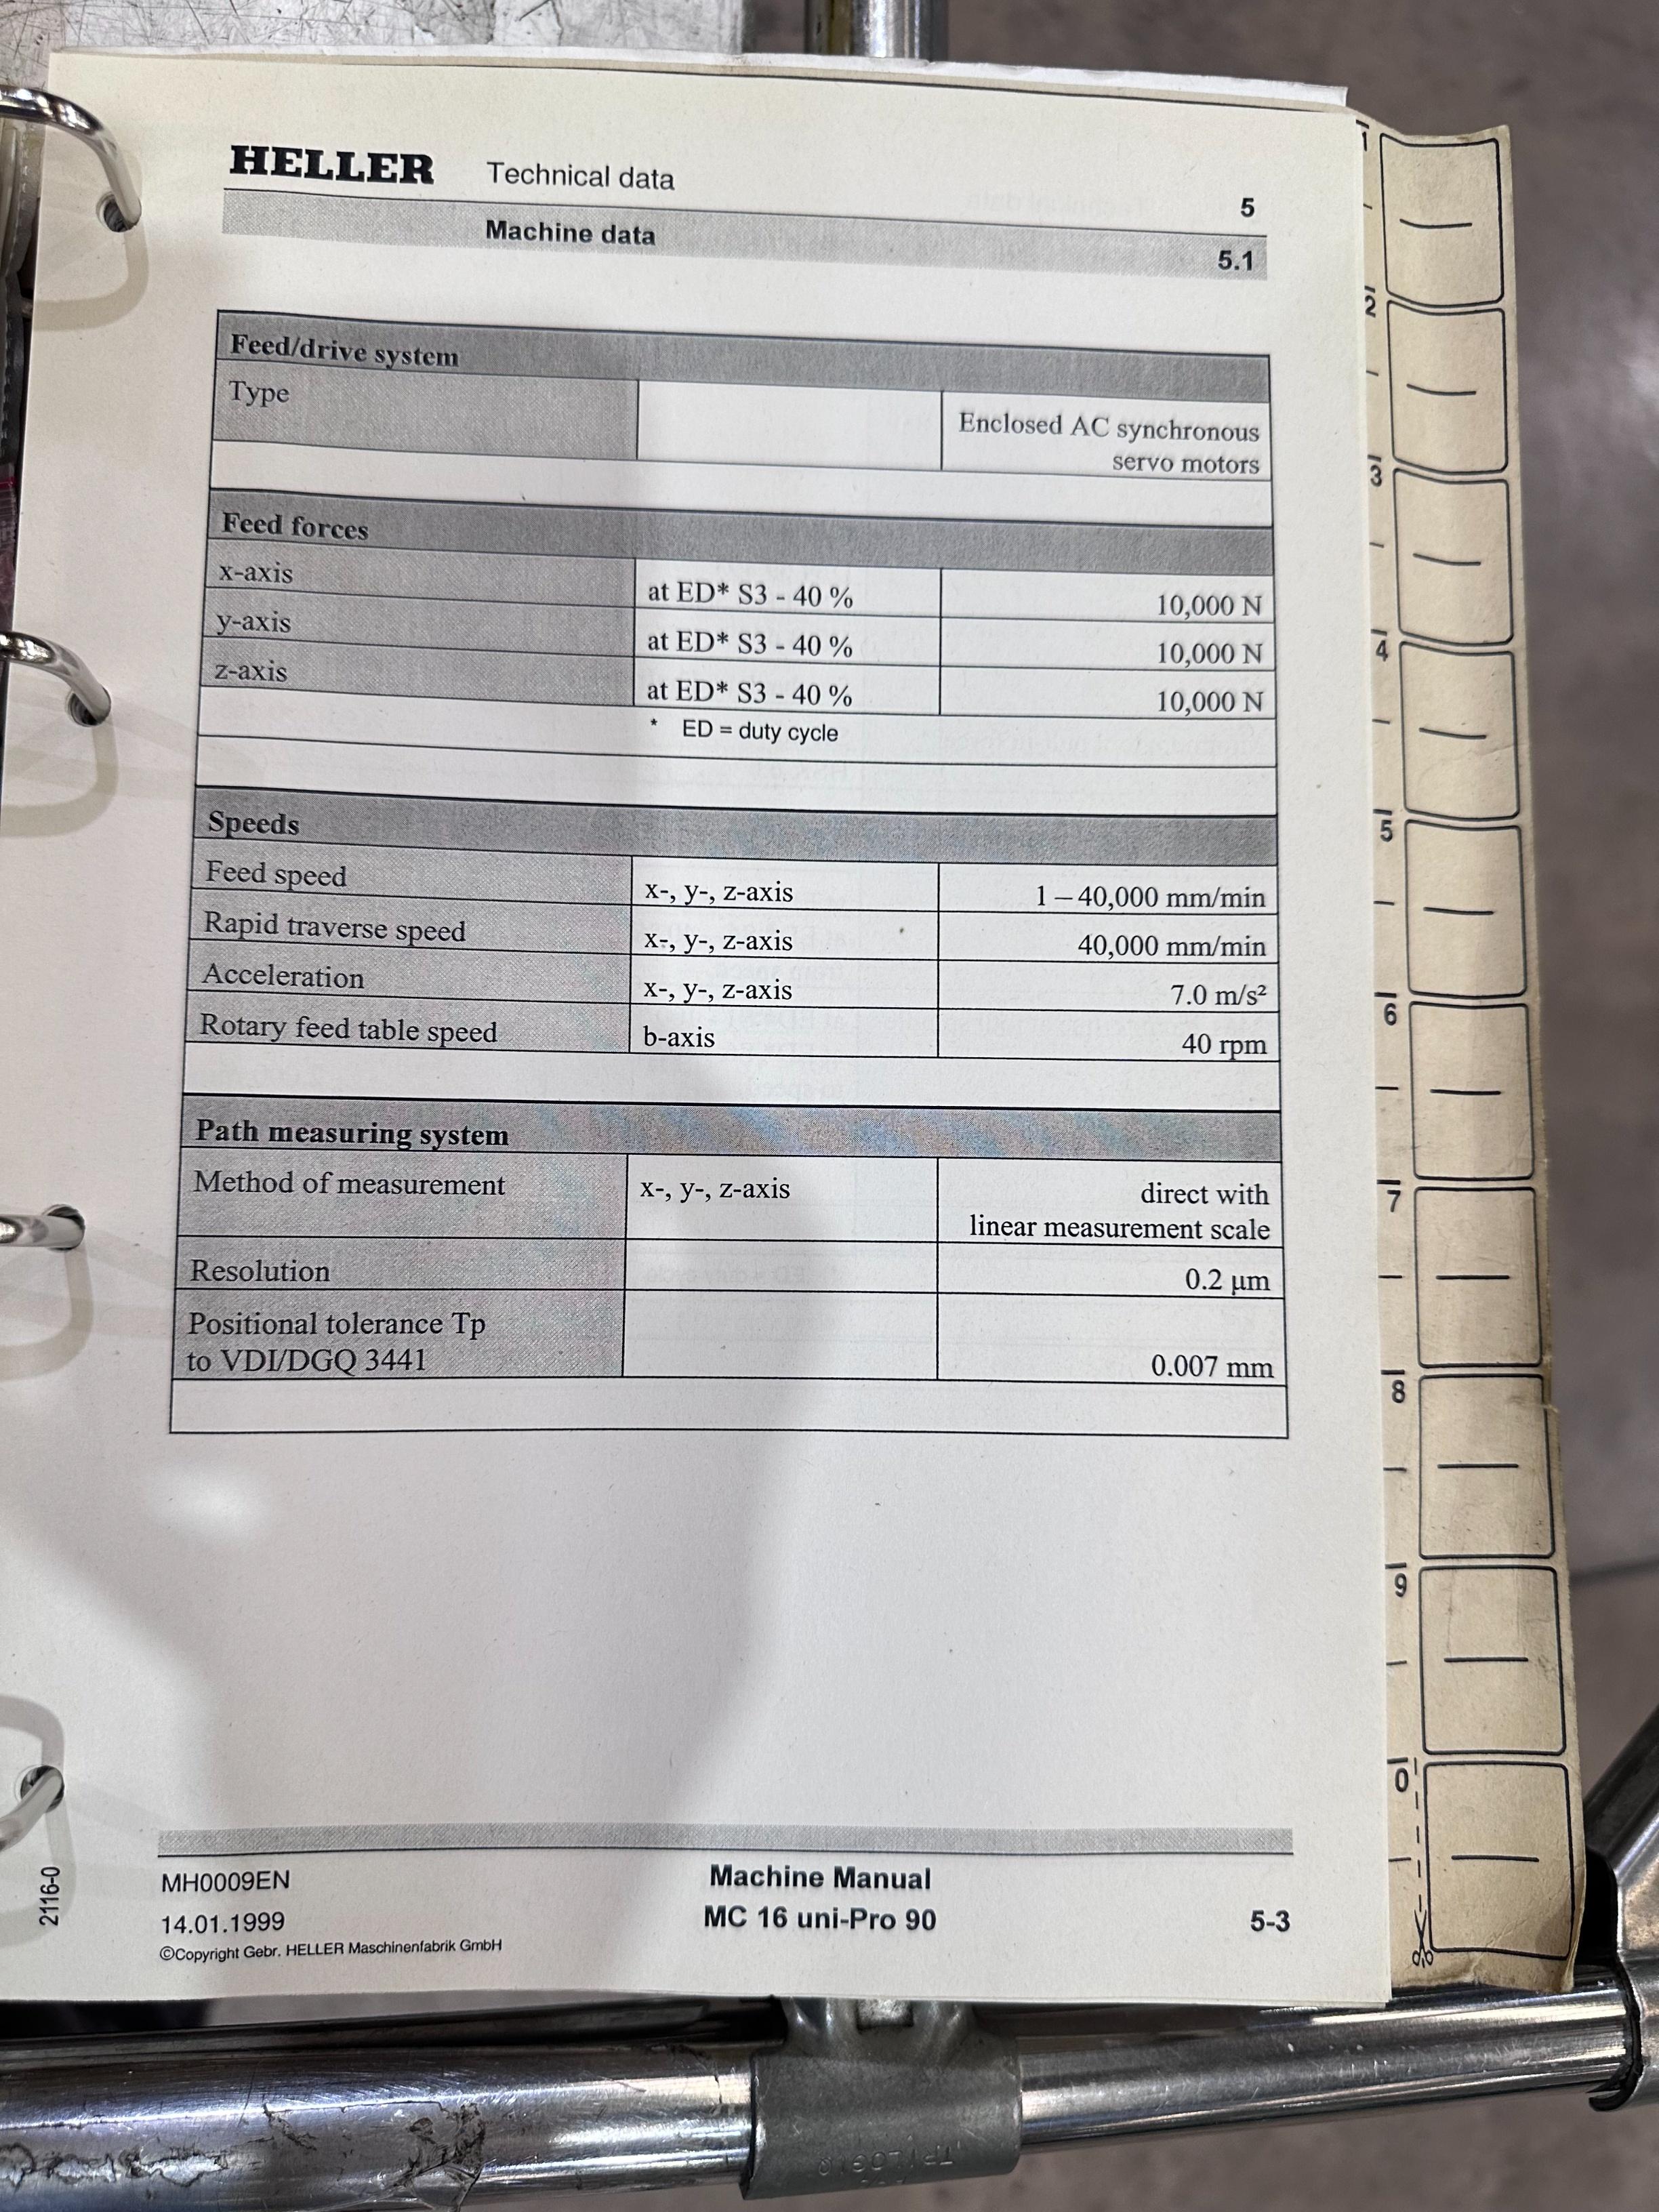 HELLER Technical data 5
Machine data 5.1
Feed/drive system
Type Enclosed AC synchronous
servo motors
Feed forces
x-axis at ED* S3 - 40 % 10,000 N
y-axis at ED* S3 - 40 % 10,000 N
z-axis at ED* S3 - 40 % 10,000 N
* ED = duty cycle
Speeds
Feed speed x-, y-, z-axis 1 – 40,000 mm/min
Rapid traverse speed x-, y-, z-axis 40,000 mm/min
Acceleration x-, y-, z-axis 7.0 m/s²
Rotary feed table speed b-axis 40 rpm
Path measuring system
Method of measurement x-, y-, z-axis direct with
linear measurement scale
Resolution 0.2 µm
Positional tolerance Tp
to VDI/DGQ 3441 0.007 mm
MH0009EN Machine Manual
14.01.1999 MC 16 uni-Pro 90 5-3
©Copyright Gebr. HELLER Maschinenfabrik GmbH
2116-0
1
2
3
4
5
6
7
8
9
0